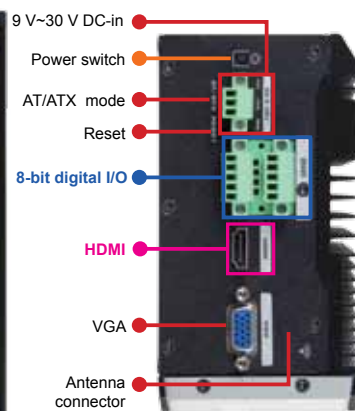 9 V~30 V DC-in
Power switch
AT/ATX mode
Reset
8-bit digital I/O
HDMI
VGA
Antenna
connector